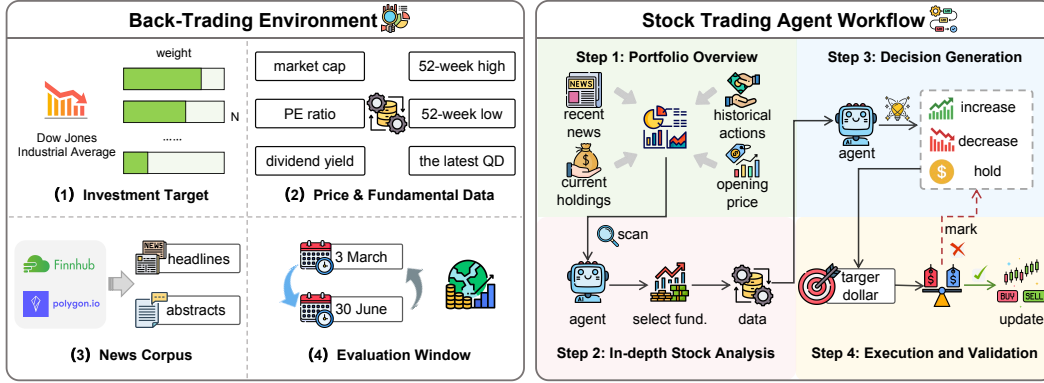 Back-Trading Environment
weight
N
......
Dow Jones
Industrial Average
(1) Investment Target
market cap
52-week high
PE ratio
52-week low
dividend yield
the latest QD
(2) Price & Fundamental Data
Finnhub
polygon.io
NEWS
headlines
abstracts
(3) News Corpus
3 March
30 June
(4) Evaluation Window
Stock Trading Agent Workflow
Step 1: Portfolio Overview
NEWS
recent
news
historical
actions
current
holdings
opening
price
scan
AI
agent
select fund.
data
Step 2: In-depth Stock Analysis
Step 3: Decision Generation
AI
agent
increase
decrease
hold
mark
targer
dollar
BUY
SELL
update
Step 4: Execution and Validation